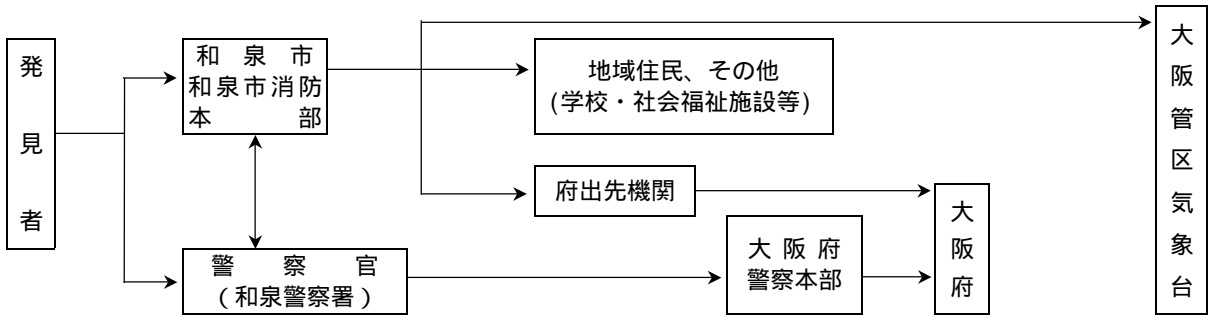 発見者
和泉市
和泉市消防
本部
地域住民、その他
(学校・社会福祉施設等)
大阪管区気象台
府出先機関
大阪府
警察官
（和泉警察署）
大阪府
警察本部